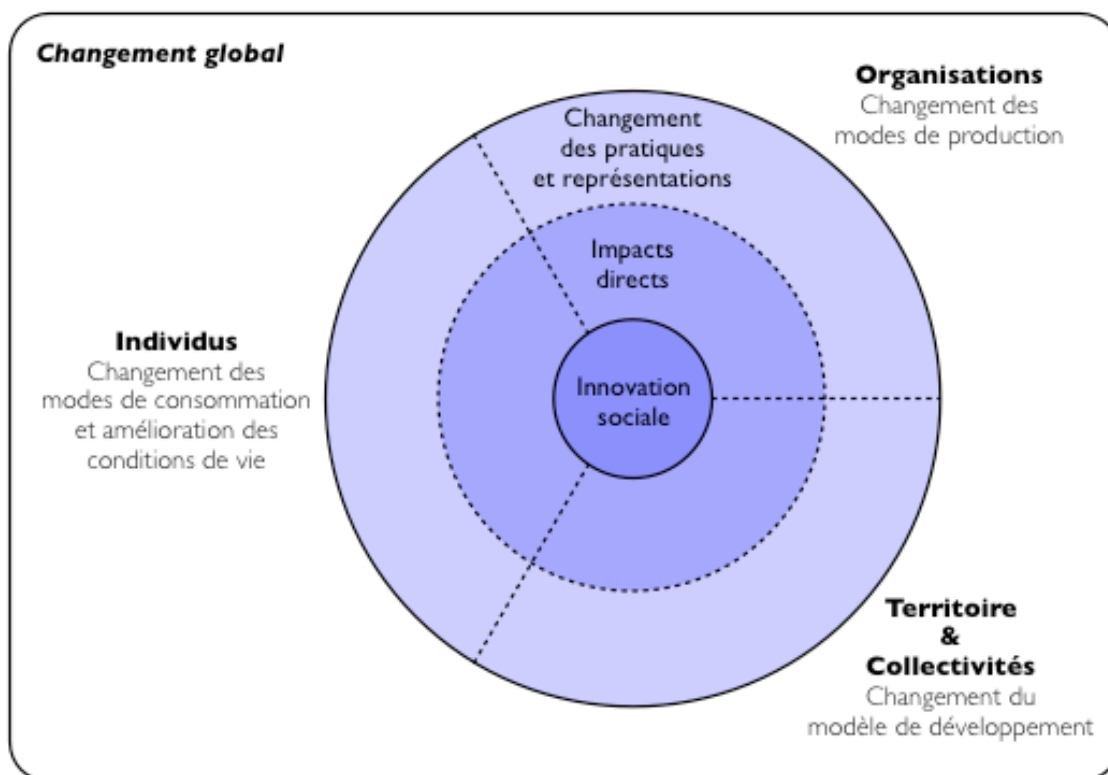 Changement global
Organisations
Changement des
modes de production
Changement
des pratiques
et représentations
Impacts
directs
Innovation
sociale
Individus
Changement des
modes de consommation
et amélioration des
conditions de vie
Territoire
&
Collectivités
Changement du
modèle de développement